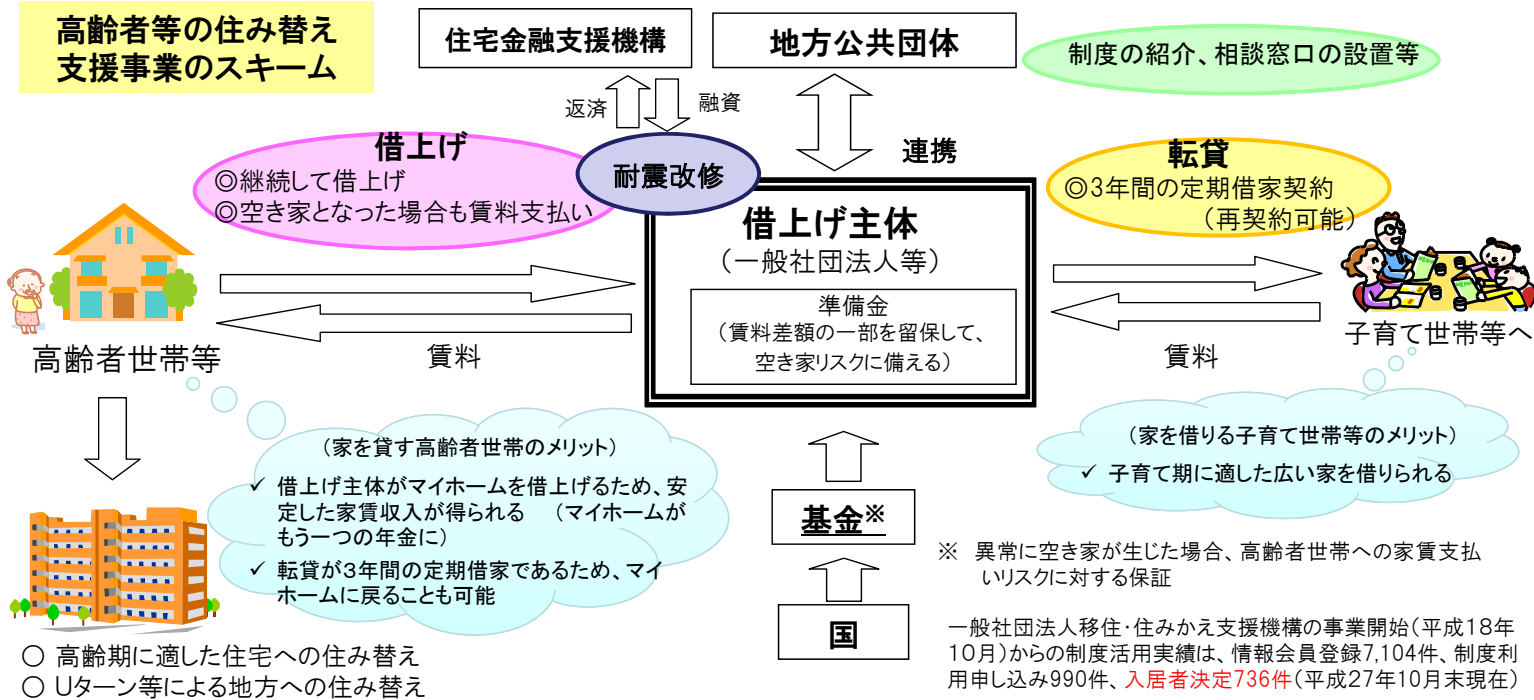 高齢者等の住み替え
支援事業のスキーム
住宅金融支援機構
地方公共団体
制度の紹介、相談窓口の設置等
返済
融資
連携
借上げ
◎継続して借上げ
◎空き家となった場合も賃料支払い
耐震改修
転貸
◎3年間の定期借家契約
(再契約可能)
借上げ主体
(一般社団法人等)
準備金
(賃料差額の一部を留保して、
空き家リスクに備える)
高齢者世帯等
賃料
賃料
子育て世帯等へ
(家を貸す高齢者世帯のメリット)
✓ 借上げ主体がマイホームを借上げるため、安
定した家賃収入が得られる (マイホームが
もう一つの年金に)
✓ 転貸が3年間の定期借家であるため、マイ
ホームに戻ることも可能
(家を借りる子育て世帯等のメリット)
✓ 子育て期に適した広い家を借りられる
基金※
国
※ 異常に空き家が生じた場合、高齢者世帯への家賃支払
いリスクに対する保証
○ 高齢期に適した住宅への住み替え
○ Uターン等による地方への住み替え
一般社団法人移住・住みかえ支援機構の事業開始(平成18年
10月)からの制度活用実績は、情報会員登録7,104件、制度利
用申し込み990件、入居者決定736件(平成27年10月末現在)